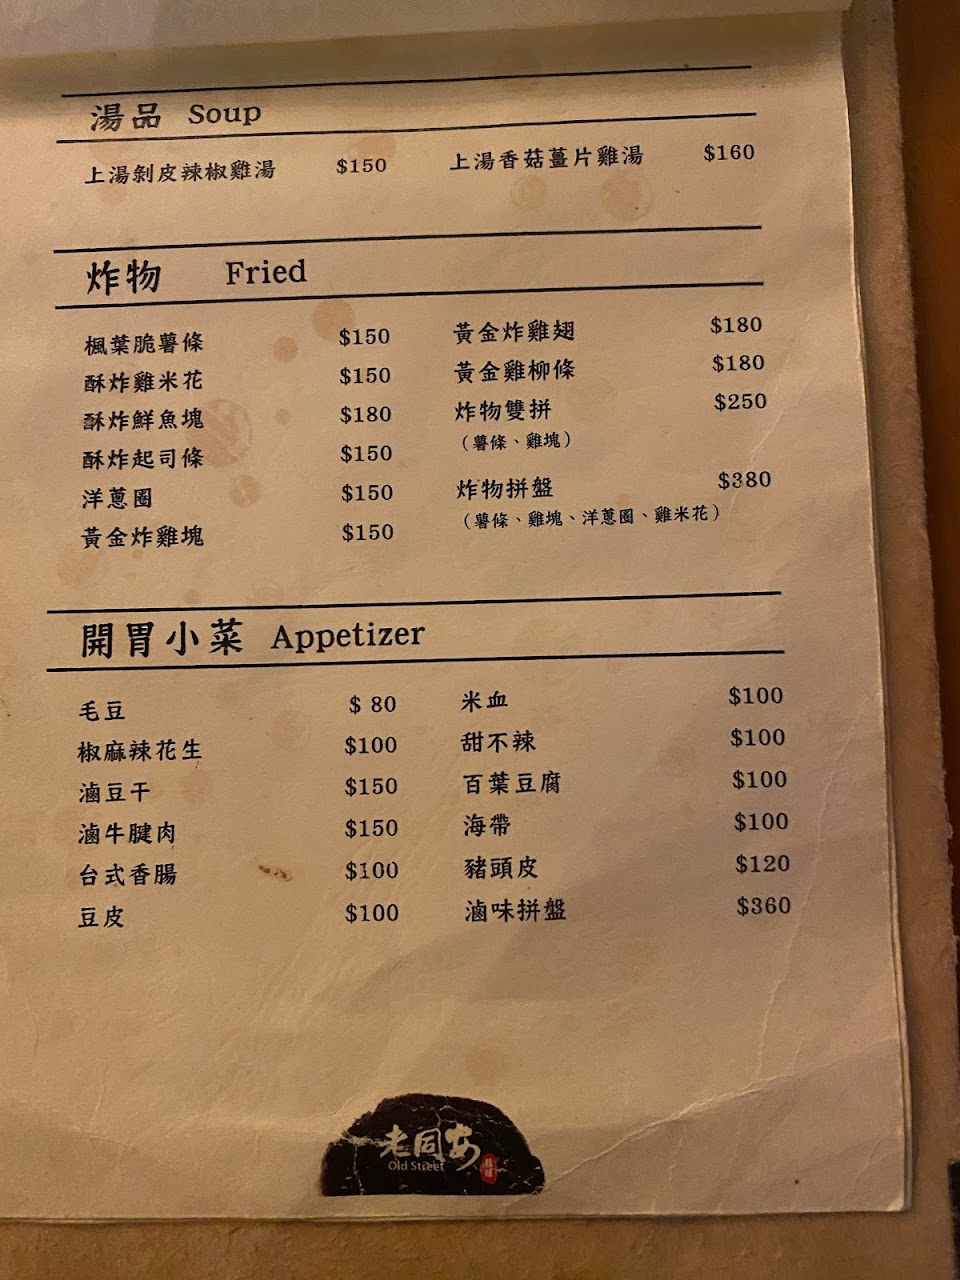 湯品 Soup
上湯剝皮辣椒雞湯 $150 上湯香菇薑片雞湯 $160
炸物 Fried
楓葉脆薯條 $150 黃金炸雞翅 $180
酥炸雞米花 $150 黃金雞柳條 $180
酥炸鮮魚塊 $180 炸物雙拼 $250
（薯條、雞塊）
酥炸起司條 $150
洋蔥圈 $150 炸物拼盤 $380
（薯條、雞塊、洋蔥圈、雞米花）
黃金炸雞塊 $150
開胃小菜 Appetizer
毛豆 $ 80 米血 $100
椒麻辣花生 $100 甜不辣 $100
滷豆干 $150 百葉豆腐 $100
滷牛腱肉 $150 海帶 $100
台式香腸 $100 豬頭皮 $120
豆皮 $100 滷味拼盤 $360
老同安
Old Street